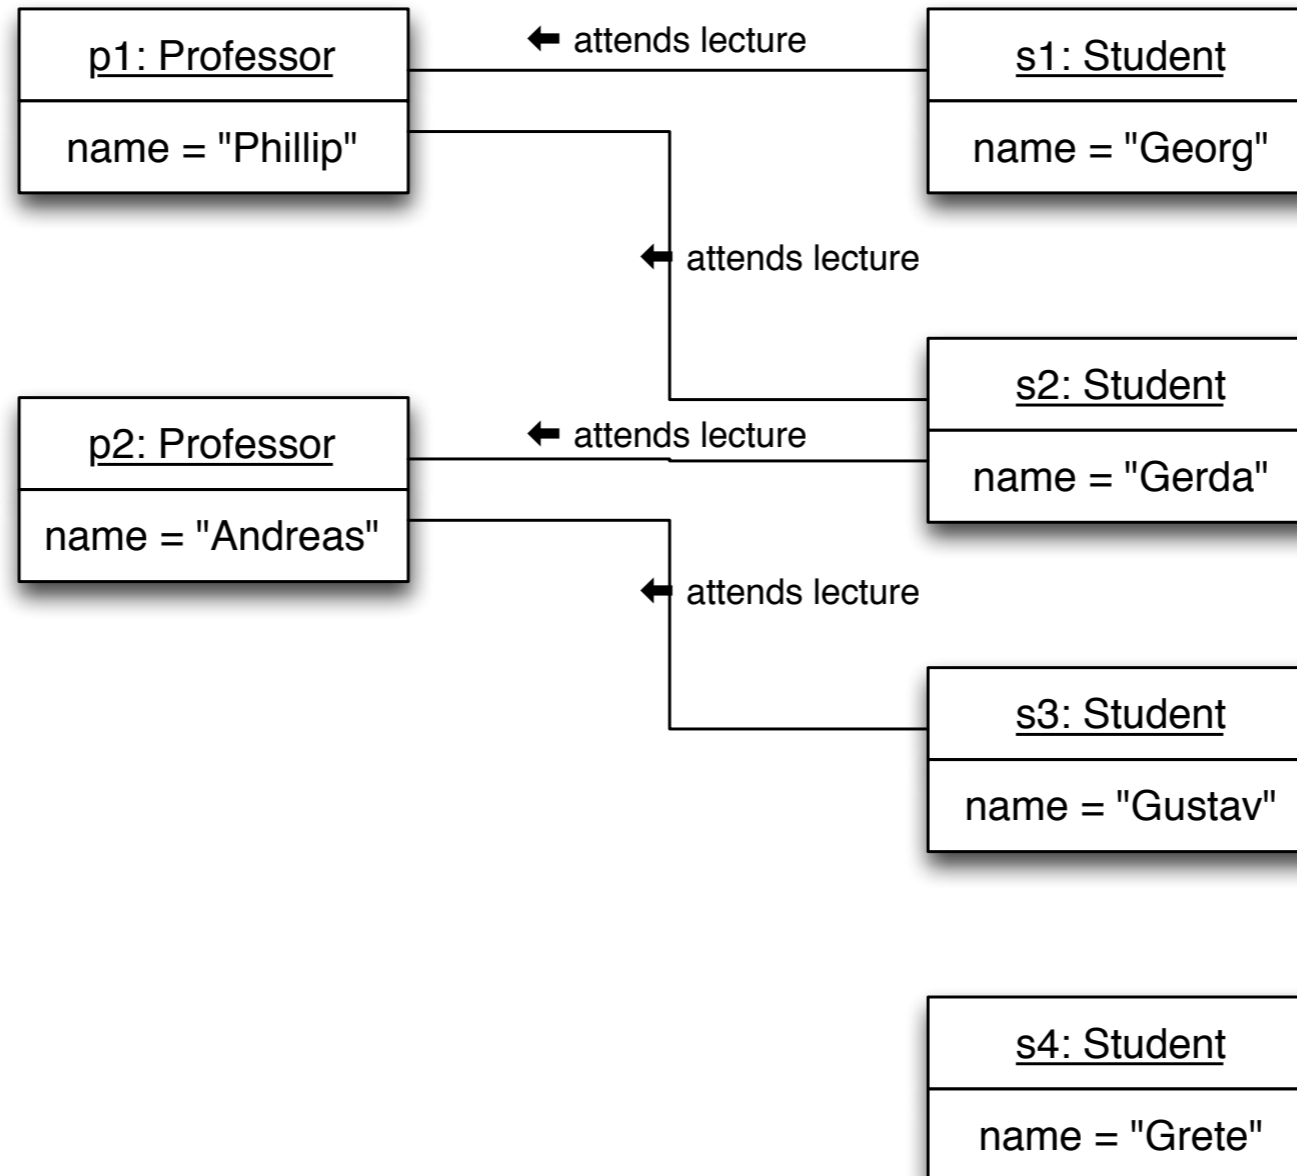 p1: Professor
name = "Phillip"
⬅ attends lecture
s1: Student
name = "Georg"
⬅ attends lecture
s2: Student
name = "Gerda"
p2: Professor
name = "Andreas"
⬅ attends lecture
⬅ attends lecture
s3: Student
name = "Gustav"
s4: Student
name = "Grete"